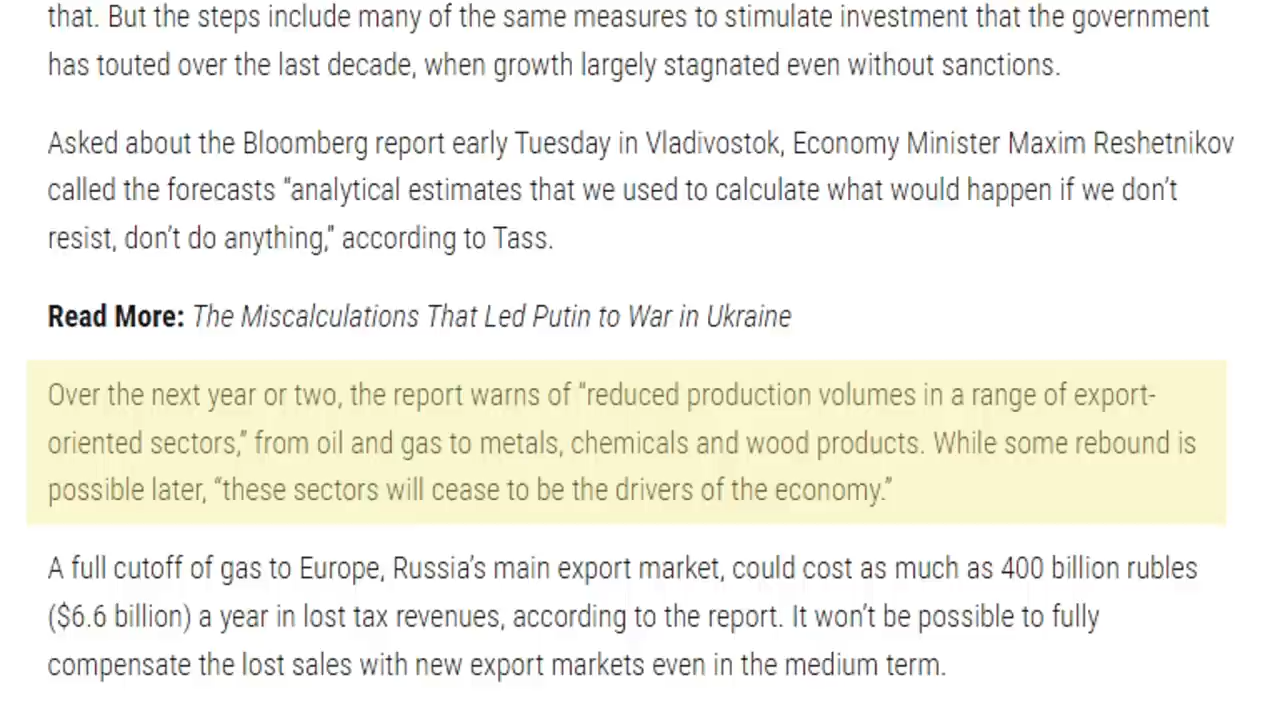 that. But the steps include many of the same measures to stimulate investment that the government
has touted over the last decade, when growth largely stagnated even without sanctions.
Asked about the Bloomberg report early Tuesday in Vladivostok, Economy Minister Maxim Reshetnikov
called the forecasts “analytical estimates that we used to calculate what would happen if we don’t
resist, don’t do anything,” according to Tass.
Read More: The Miscalculations That Led Putin to War in Ukraine
Over the next year or two, the report warns of “reduced production volumes in a range of export-
oriented sectors,” from oil and gas to metals, chemicals and wood products. While some rebound is
possible later, “these sectors will cease to be the drivers of the economy.”
A full cutoff of gas to Europe, Russia’s main export market, could cost as much as 400 billion rubles
($6.6 billion) a year in lost tax revenues, according to the report. It won’t be possible to fully
compensate the lost sales with new export markets even in the medium term.